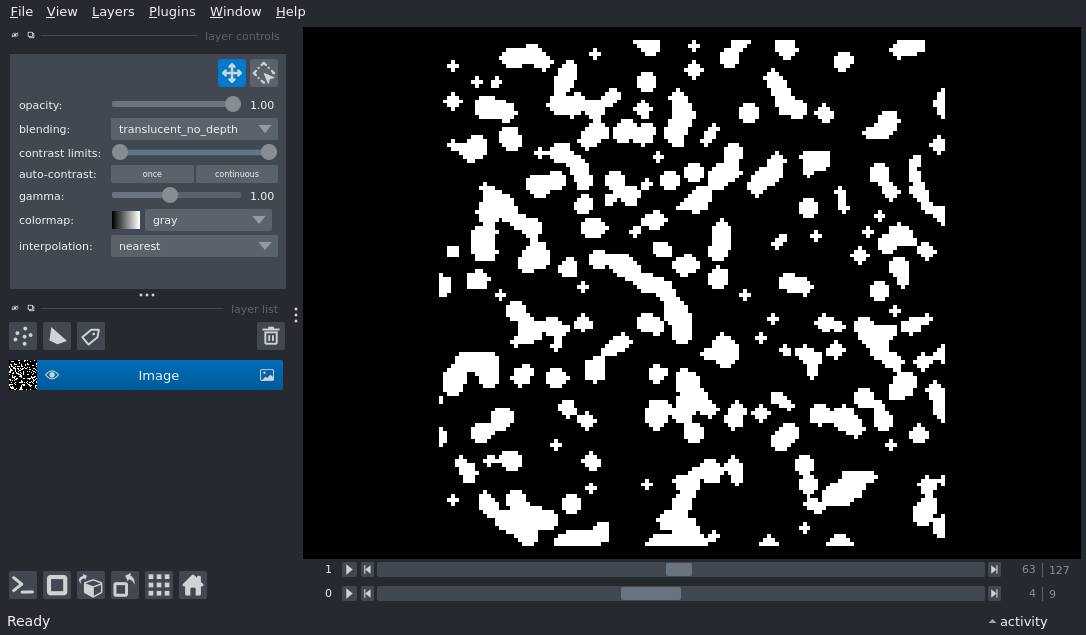 File View Layers Plugins Window Help
layer controls
opacity: 1.00
blending: translucent_no_depth
contrast limits:
auto-contrast: once continuous
gamma: 1.00
colormap: gray
interpolation: nearest
layer list
Image
1 63 127
0 4 9
Ready activity